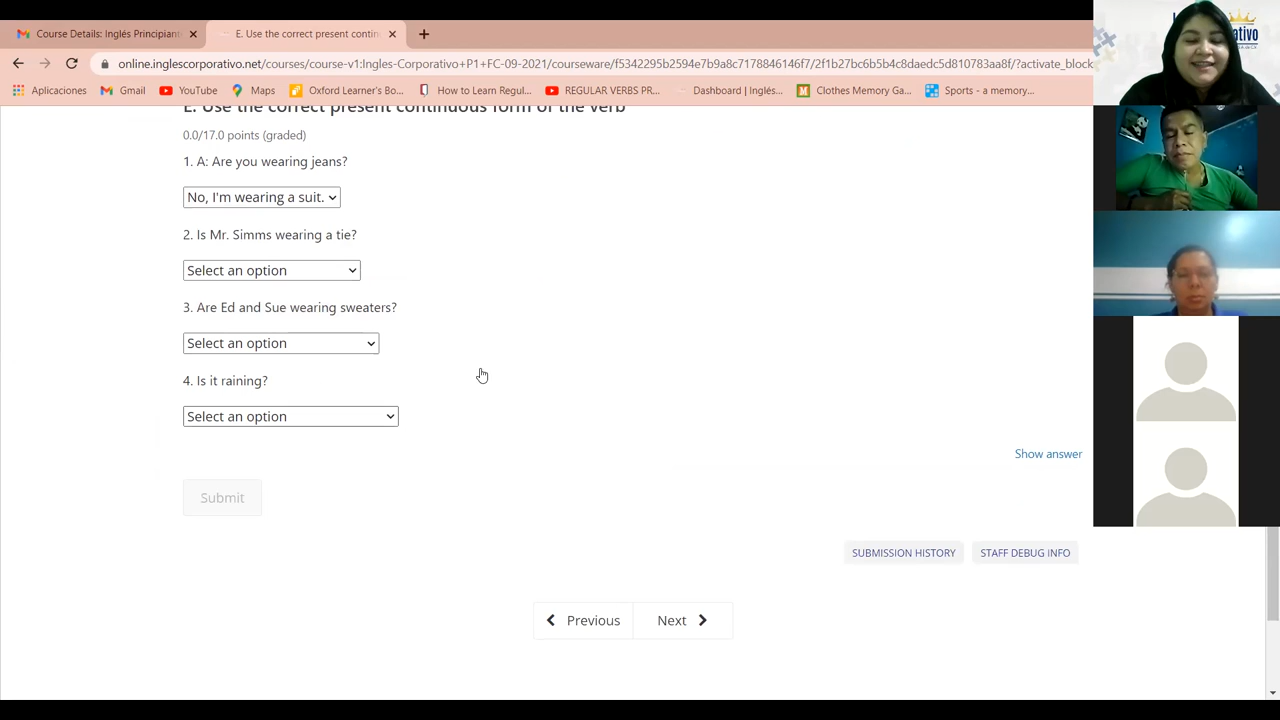 Course Details: Inglés Principiant
E. Use the correct present contin
online.inglescorporativo.net/courses/course-v1:Ingles-Corporativo+P1+FC-09-2021/courseware/f5342295b2594e7b9a8c7178846146f7/2f1b27bc6b5b4c8daedc5d810783aa8f/?activate_block
Aplicaciones
Gmail
YouTube
Maps
Oxford Learner's Bo...
How to Learn Regul...
REGULAR VERBS PR...
Dashboard | Inglés...
Clothes Memory Ga...
Sports - a memory...
E. Use the correct present continuous form of the verb
0.0/17.0 points (graded)
1. A: Are you wearing jeans?
No, I'm wearing a suit.
2. Is Mr. Simms wearing a tie?
Select an option
3. Are Ed and Sue wearing sweaters?
Select an option
4. Is it raining?
Select an option
Show answer
Submit
SUBMISSION HISTORY
STAFF DEBUG INFO
Previous
Next